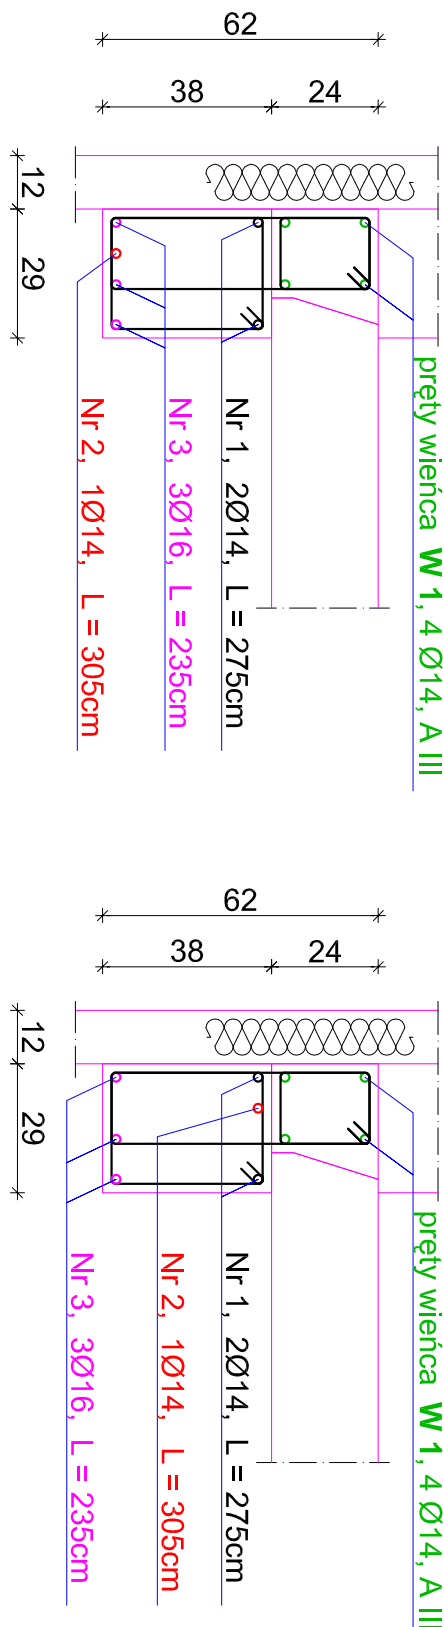 62
38 24
12
29
pręty wieńca W 1, 4 Ø14, A III
Nr 1, 2Ø14, L = 275cm
Nr 3, 3Ø16, L = 235cm
Nr 2, 1Ø14, L = 305cm
62
38 24
12
29
pręty wieńca W 1, 4 Ø14, A III
Nr 1, 2Ø14, L = 275cm
Nr 2, 1Ø14, L = 305cm
Nr 3, 3Ø16, L = 235cm